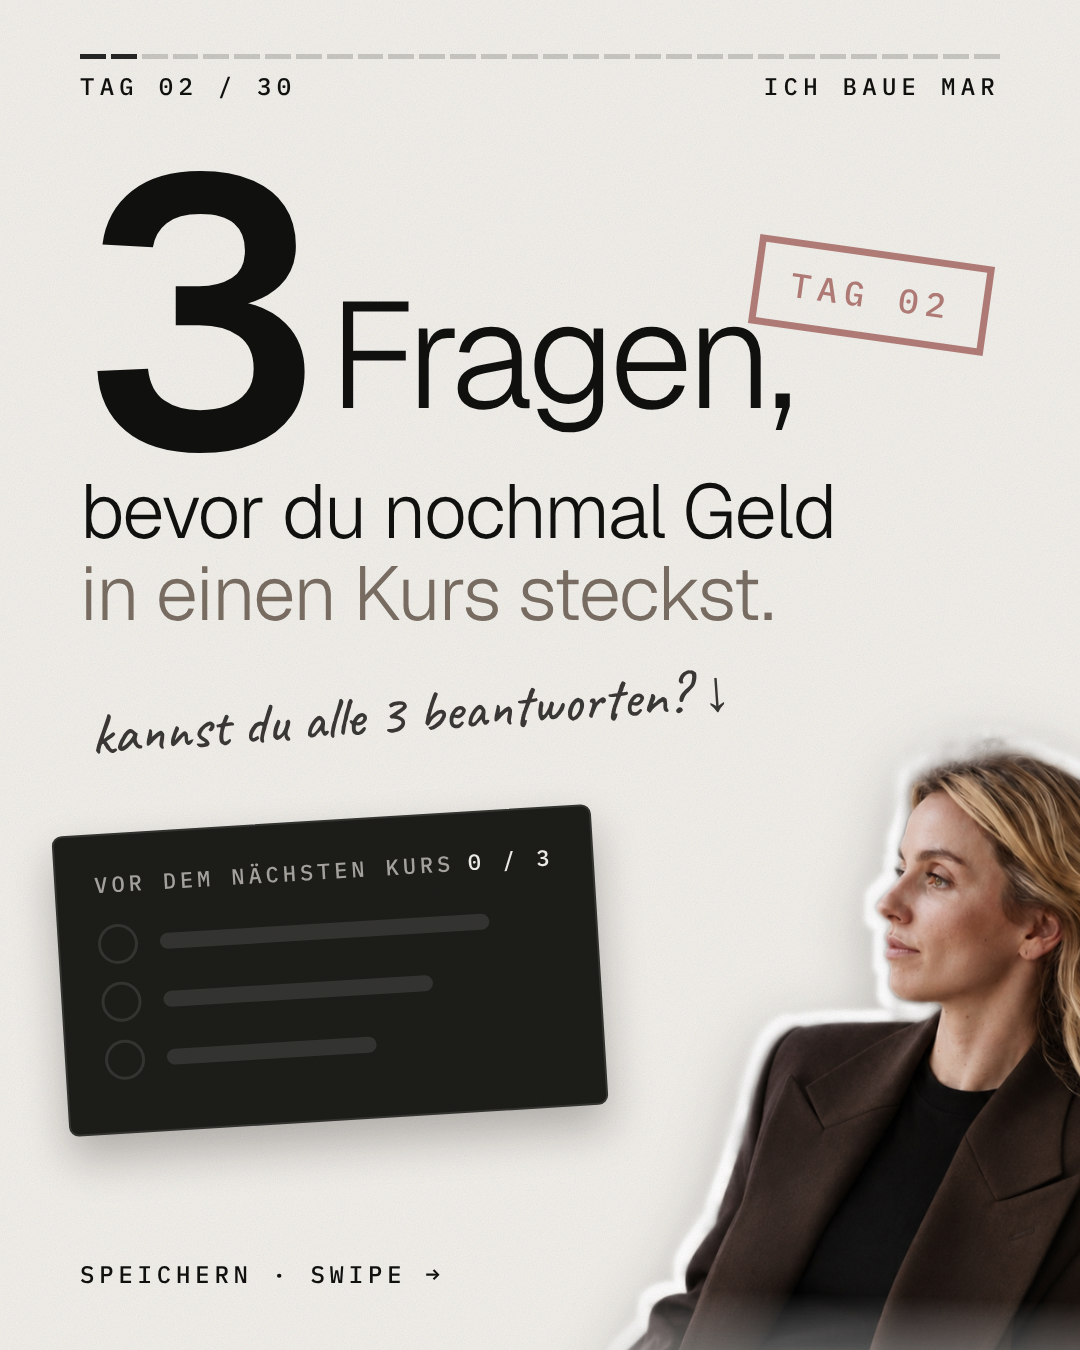 TAG 02 / 30
ICH BAUE MAR
3 Fragen,
TAG 02
bevor du nochmal Geld
in einen Kurs steckst.
kannst du alle 3 beantworten? ↓
VOR DEM NÄCHSTEN KURS 0 / 3
SPEICHERN · SWIPE →